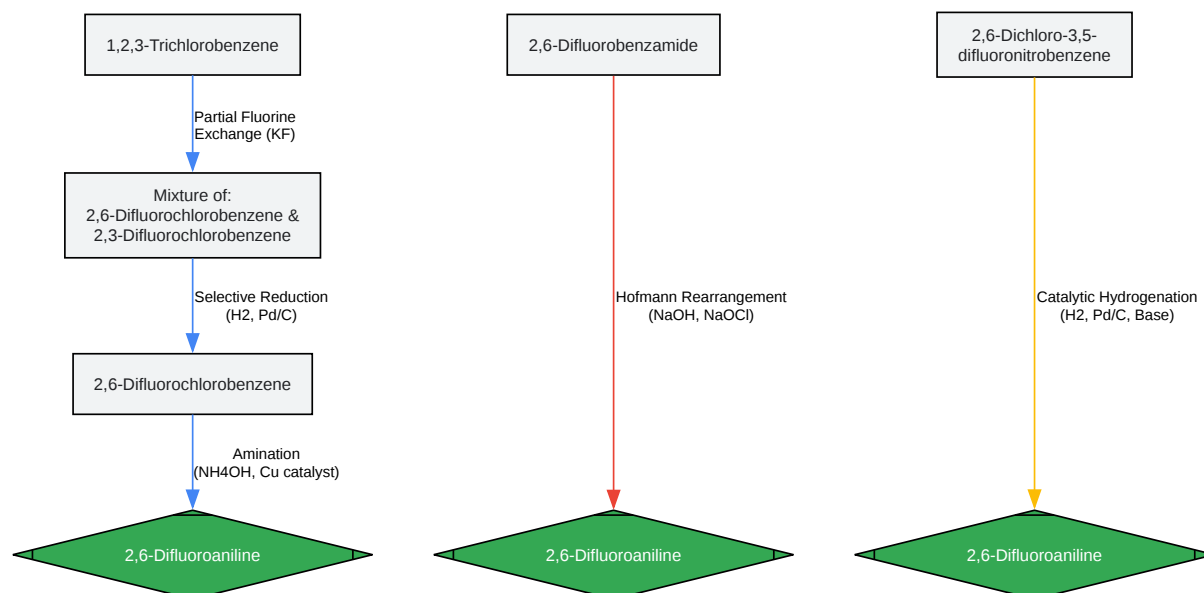 1,2,3-Trichlorobenzene
Partial Fluorine
Exchange (KF)
Mixture of:
2,6-Difluorochlorobenzene &
2,3-Difluorochlorobenzene
Selective Reduction
(H2, Pd/C)
2,6-Difluorochlorobenzene
Amination
(NH4OH, Cu catalyst)
2,6-Difluoroaniline
2,6-Difluorobenzamide
Hofmann Rearrangement
(NaOH, NaOCl)
2,6-Difluoroaniline
2,6-Dichloro-3,5-
difluoronitrobenzene
Catalytic Hydrogenation
(H2, Pd/C, Base)
2,6-Difluoroaniline